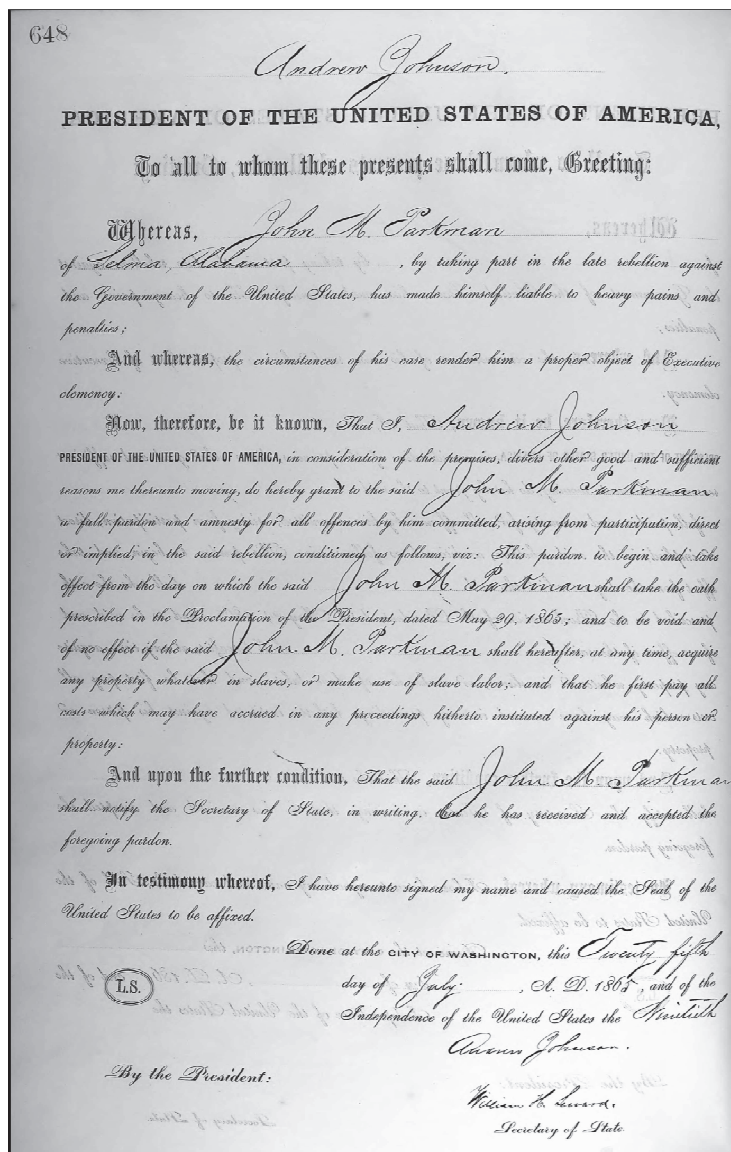 648
Andrew Johnson.
PRESIDENT OF THE UNITED STATES OF AMERICA,
To all to whom these presents shall come, Greeting:
Whereas, John M. Parkman
of Selma, Alabama , by taking part in the late rebellion against
the Government of the United States, has made himself liable to heavy pains and
penalties;
And whereas, the circumstances of his case render him a proper object of Executive
clemency:
Now, therefore, be it known, That I, Andrew Johnson
PRESIDENT OF THE UNITED STATES OF AMERICA, in consideration of the premises, divers other good and sufficient
reasons me thereunto moving, do hereby grant to the said John M. Parkman
a full pardon and amnesty for all offences by him committed, arising from participation, direct
or implied, in the said rebellion, conditioned as follows, viz: This pardon to begin and take
effect from the day on which the said John M. Parkman shall take the oath
prescribed in the Proclamation of the President, dated May 29, 1865; and to be void and
of no effect if the said John M. Parkman shall hereafter, at any time, acquire
any property whatever in slaves, or make use of slave labor; and that he first pay all
costs which may have accrued in any proceedings hitherto instituted against his person or
property:
And upon the further condition, That the said John M. Parkman
shall notify the Secretary of State, in writing, that he has received and accepted the
foregoing pardon.
In testimony whereof, I have hereunto signed my name and caused the Seal of the
United States to be affixed.
Done at the CITY OF WASHINGTON, this Twenty fifth
L.S. day of July , A. D. 1865, and of the
Independence of the United States the Ninetieth
Andrew Johnson.
By the President:
William H. Seward.
Secretary of State